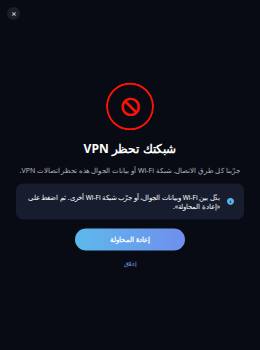 شبكتك تحظر VPN
جرّبنا كل طرق الاتصال. شبكة Wi-Fi أو بيانات الجوال هذه تحظر اتصالات VPN.
بدّل بين Wi-Fi وبيانات الجوال، أو جرّب شبكة Wi-Fi أخرى. ثم اضغط على
«إعادة المحاولة».
إعادة المحاولة
إغلاق